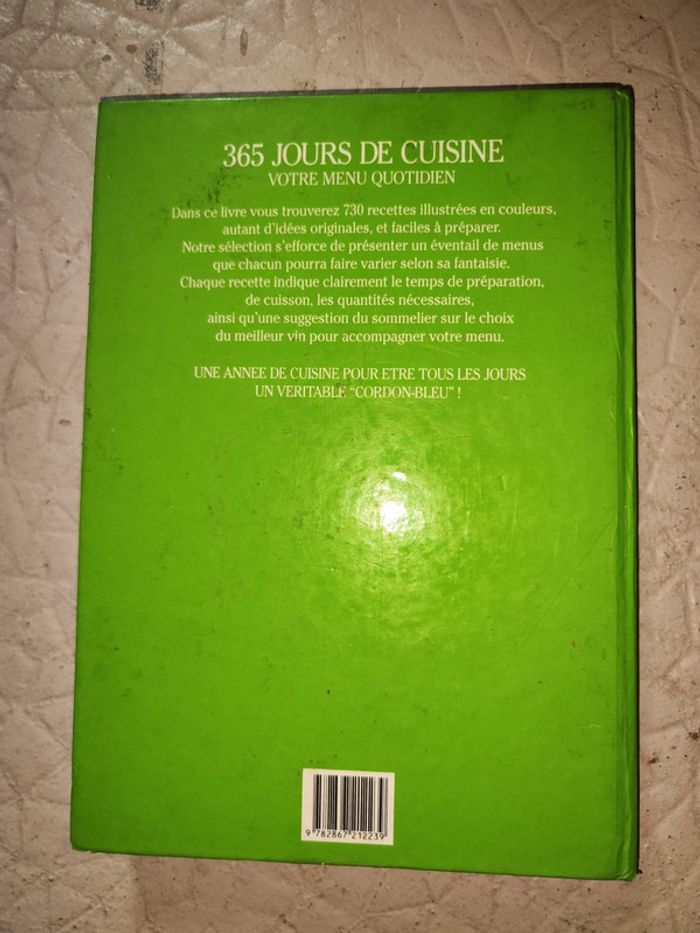 365 JOURS DE CUISINE
VOTRE MENU QUOTIDIEN
Dans ce livre vous trouverez 730 recettes illustrées en couleurs,
autant d'idées originales, et faciles à préparer.
Notre sélection s'efforce de présenter un éventail de menus
que chacun pourra faire varier selon sa fantaisie.
Chaque recette indique clairement le temps de préparation,
de cuisson, les quantités nécessaires,
ainsi qu'une suggestion du sommelier sur le choix
du meilleur vin pour accompagner votre menu.
UNE ANNEE DE CUISINE POUR ETRE TOUS LES JOURS
UN VERITABLE "CORDON-BLEU" !
9 782867 212239